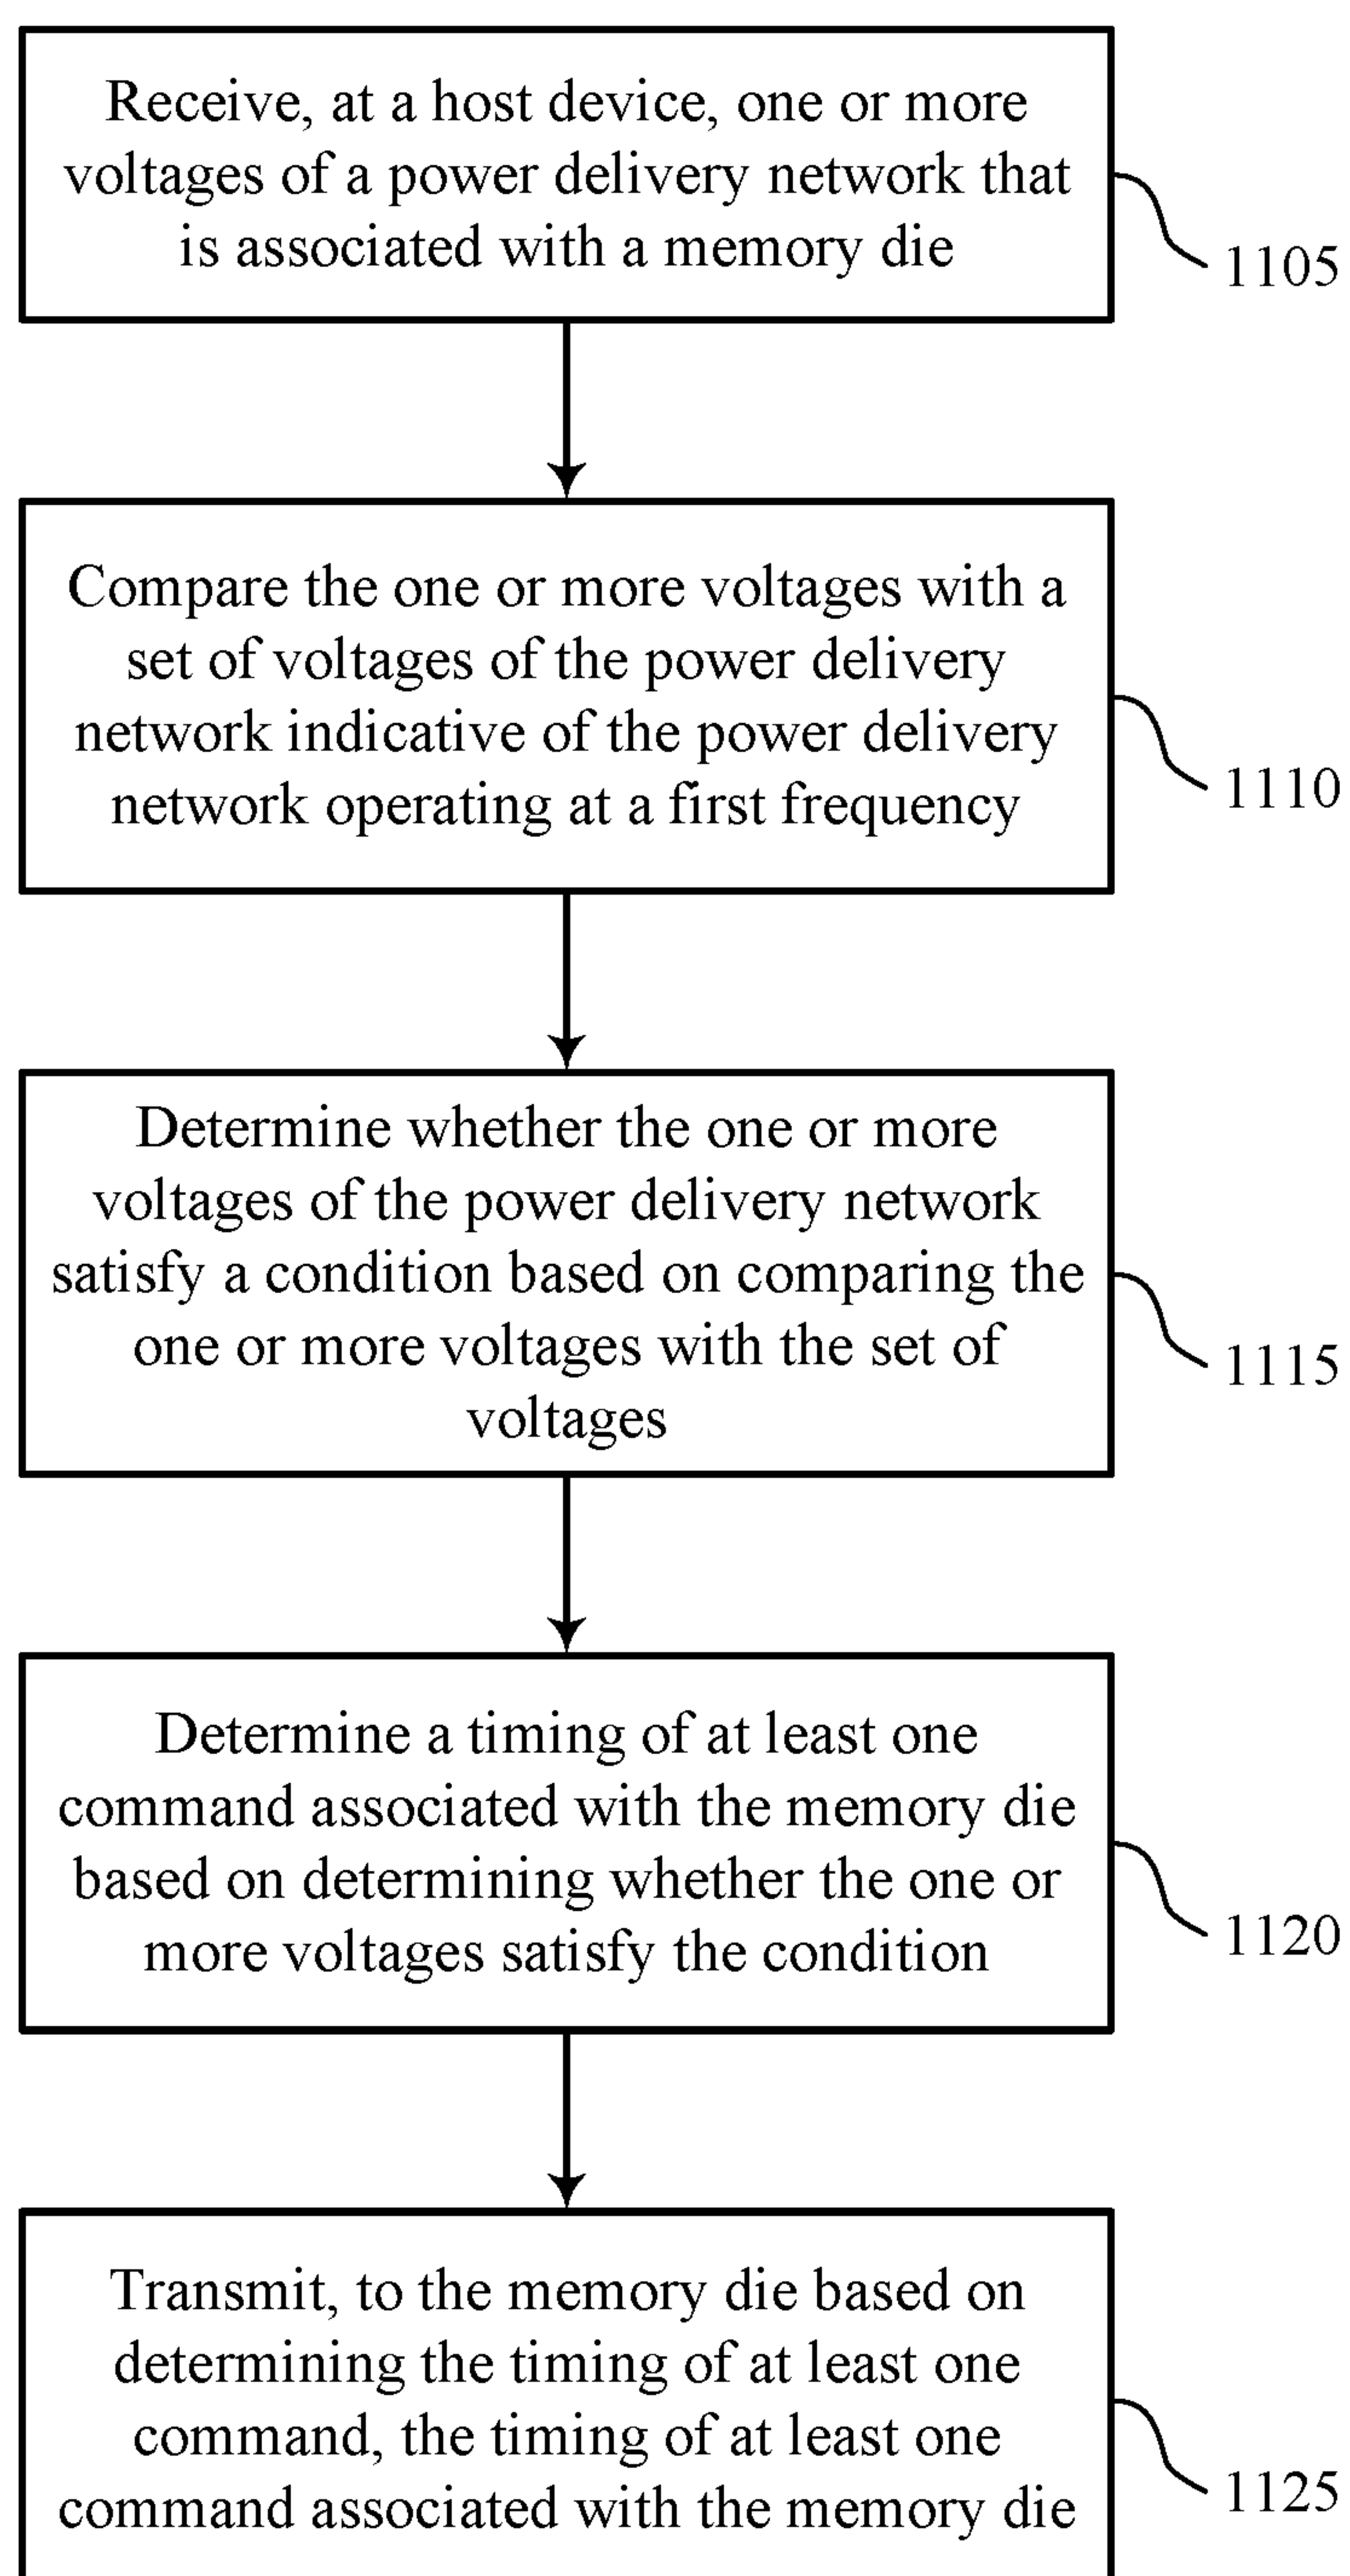 Receive, at a host device, one or more
voltages of a power delivery network that
is associated with a memory die
1105
Compare the one or more voltages with a
set of voltages of the power delivery
network indicative of the power delivery
network operating at a first frequency
1110
Determine whether the one or more
voltages of the power delivery network
satisfy a condition based on comparing the
one or more voltages with the set of
voltages
1115
Determine a timing of at least one
command associated with the memory die
based on determining whether the one or
more voltages satisfy the condition
1120
Transmit, to the memory die based on
determining the timing of at least one
command, the timing of at least one
command associated with the memory die
1125